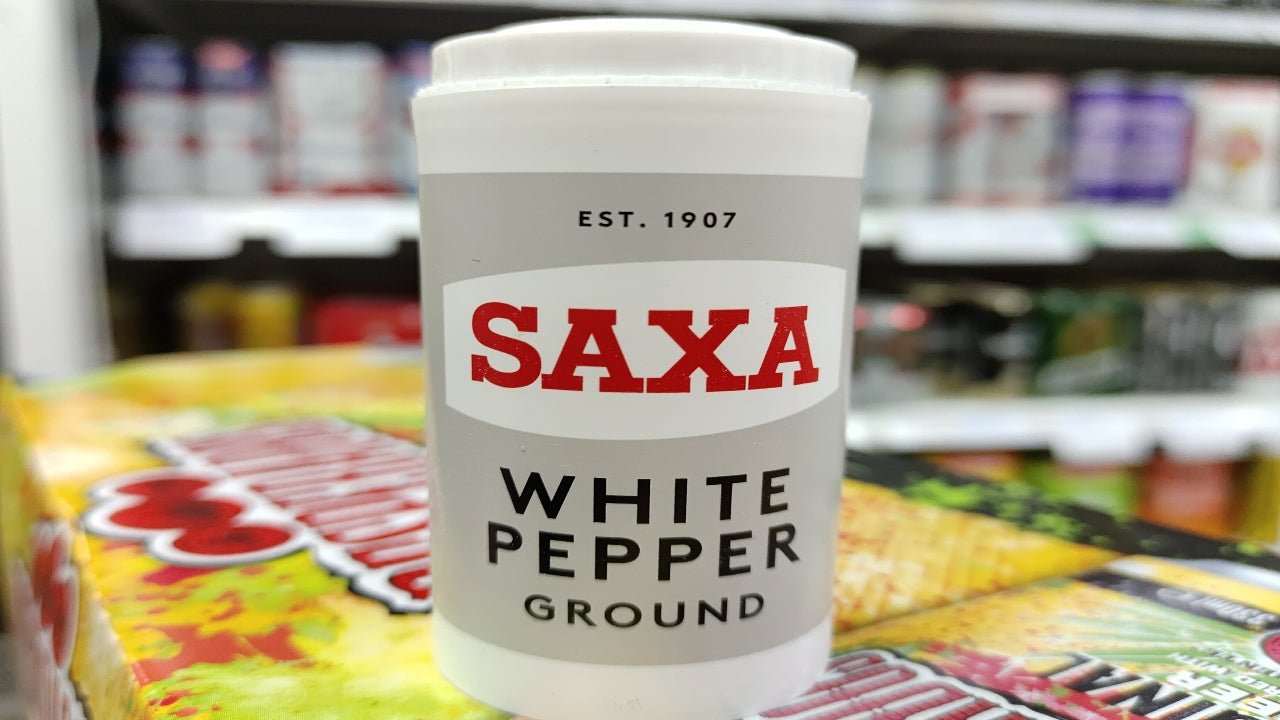 EST. 1907
SAXA
WHITE
PEPPER
GROUND